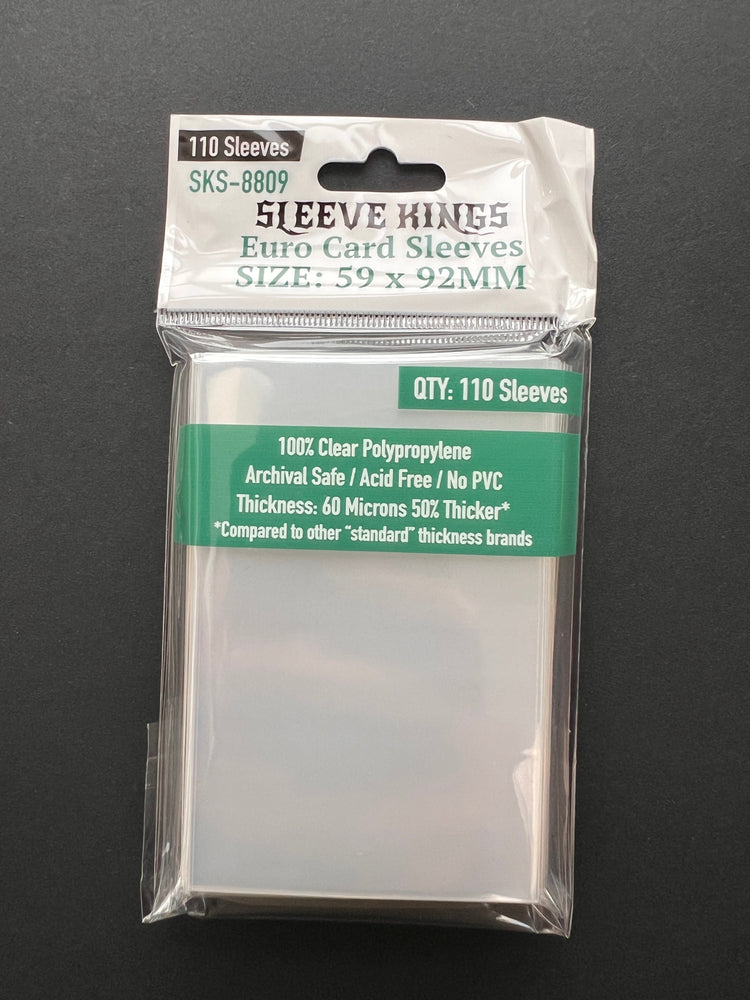 110 Sleeves
SKS-8809
SLEEVE KINGS
Euro Card Sleeves
SIZE: 59 x 92MM
QTY: 110 Sleeves
100% Clear Polypropylene
Archival Safe / Acid Free / No PVC
Thickness: 60 Microns 50% Thicker*
*Compared to other “standard” thickness brands